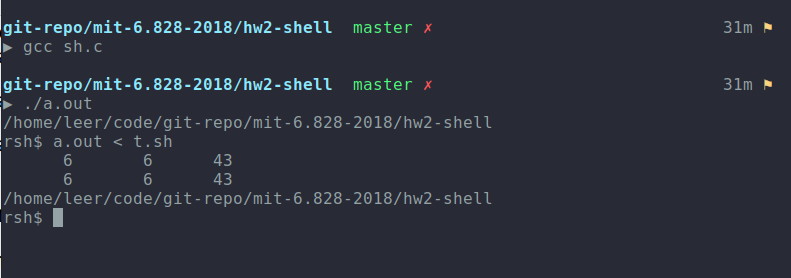 git-repo/mit-6.828-2018/hw2-shell  master ✗ 31m ⚑
▶ gcc sh.c
git-repo/mit-6.828-2018/hw2-shell  master ✗ 31m ⚑
▶ ./a.out
/home/leer/code/git-repo/mit-6.828-2018/hw2-shell
rsh$ a.out < t.sh
      6       6      43
      6       6      43
/home/leer/code/git-repo/mit-6.828-2018/hw2-shell
rsh$